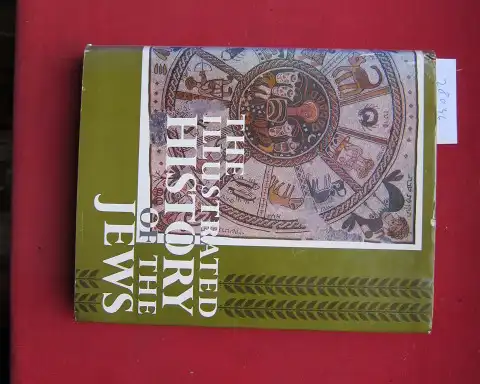 THE ILLUSTRATED
HISTORY
OF THE
JEWS